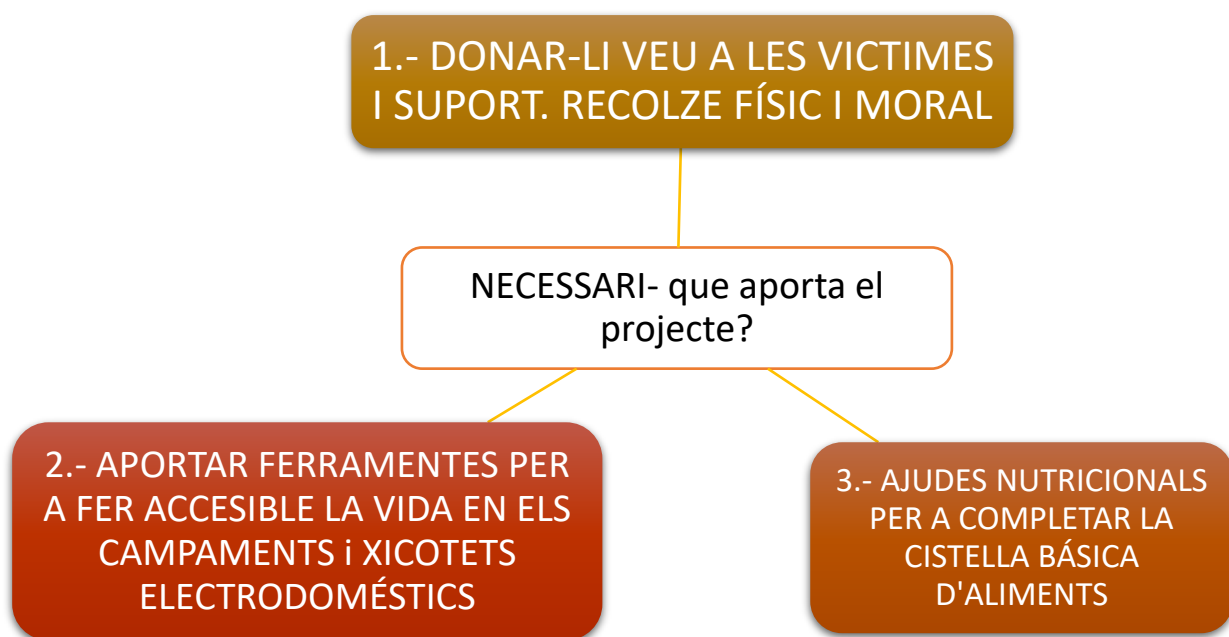 1.- DONAR-LI VEU A LES VICTIMES
I SUPORT. RECOLZE FÍSIC I MORAL
NECESSARI- que aporta el
projecte?
2.- APORTAR FERRAMENTES PER
A FER ACCESIBLE LA VIDA EN ELS
CAMPAMENTS i XICOTETS
ELECTRODOMÉSTICS
3.- AJUDES NUTRICIONALS
PER A COMPLETAR LA
CISTELLA BÁSICA
D'ALIMENTS